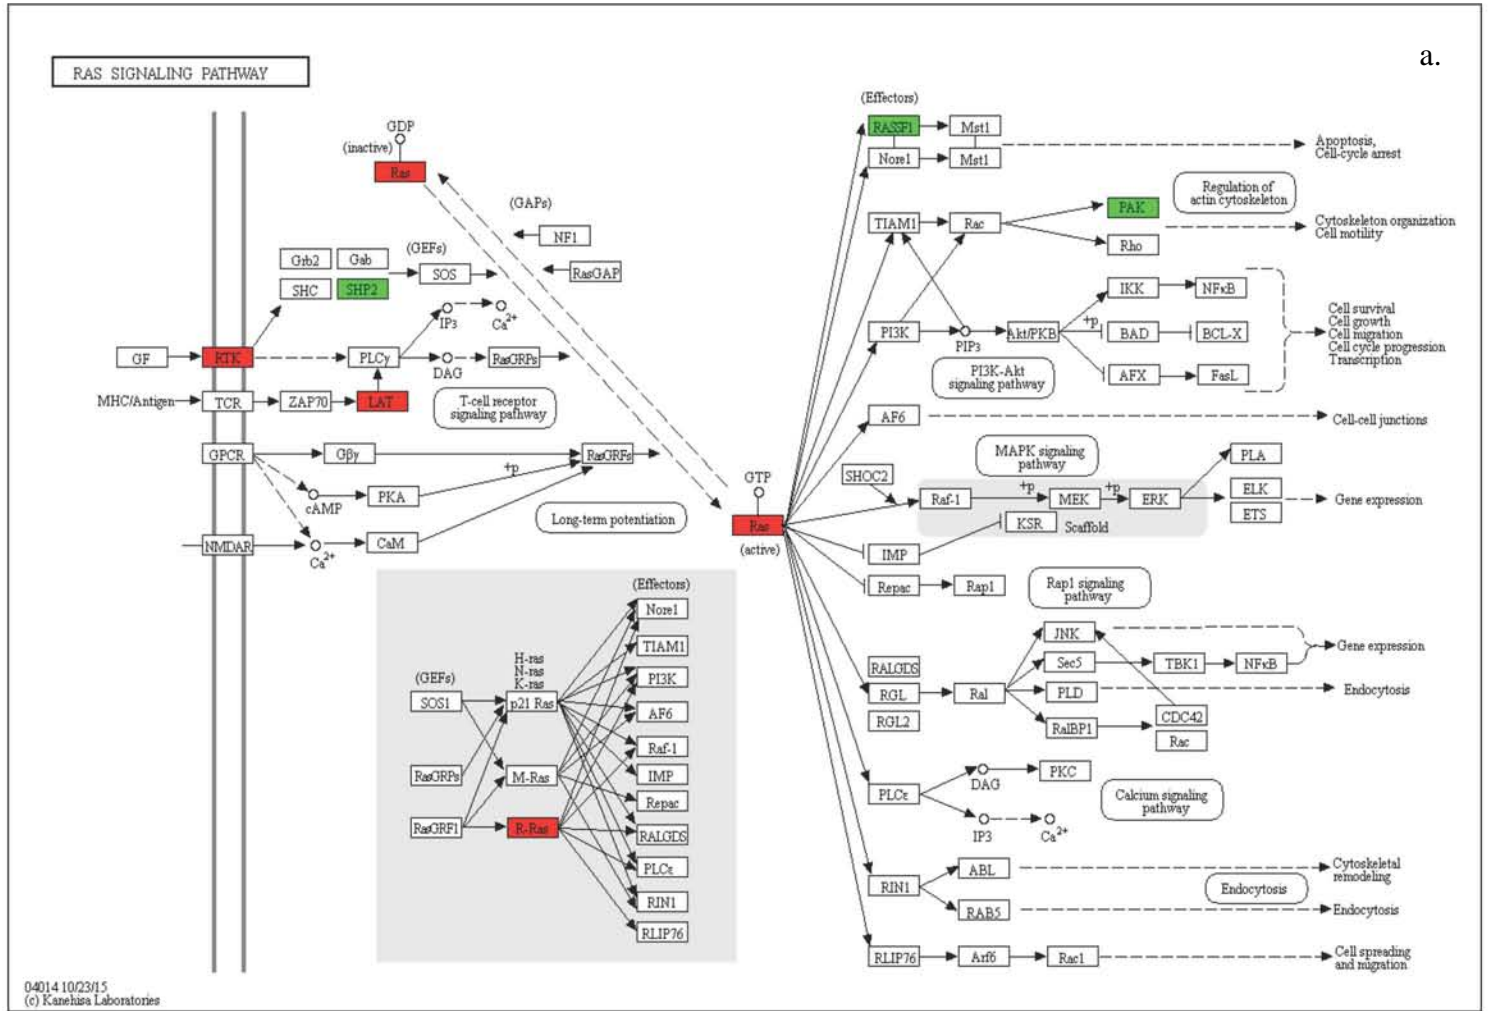 a.
RAS SIGNALING PATHWAY
GDP
(inactive)
Ras
(GAPs)
NF1
RasGAP
Grb2
Gab
(GEFs)
SOS
SHC
SHP2
IP3
Ca2+
GF
RTK
PLCγ
DAG
RasGRPs
MHC/Antigen
TCR
ZAP70
LAT
T-cell receptor
signaling pathway
GPCR
Gβγ
RasGRFs
+p
cAMP
PKA
Long-term potentiation
NMDAR
Ca2+
CaM
GTP
Ras
(active)
(Effectors)
RASSF1
Mst1
Nore1
Mst1
Apoptosis,
Cell-cycle arrest
Regulation of
actin cytoskeleton
TIAM1
Rac
PAK
Rho
Cytoskeleton organization
Cell motility
PI3K
PIP3
Akt/PKB
+p
IKK
NFκB
BAD
BCL-X
AFX
FasL
Cell survival
Cell growth
Cell migration
Cell cycle progression
Transcription
PI3K-Akt
signaling pathway
AF6
Cell-cell junctions
MAPK signaling
pathway
SHOC2
Raf-1
+p
MEK
+p
ERK
PLA
ELK
ETS
Gene expression
KSR
Scaffold
IMP
Repac
Rap1
Rap1 signaling
pathway
RALGDS
RGL
RGL2
Ral
JNK
Sec5
TBK1
NFκB
Gene expression
PLD
Endocytosis
RalBP1
CDC42
Rac
PLCε
DAG
PKC
IP3
Ca2+
Calcium signaling
pathway
RIN1
ABL
Cytoskeletal
remodeling
Endocytosis
RAB5
Endocytosis
RLIP76
Arf6
Rac1
Cell spreading
and migration
(Effectors)
Nore1
TIAM1
PI3K
AF6
Raf-1
IMP
Repac
RALGDS
PLCε
RIN1
RLIP76
H-ras
N-ras
K-ras
(GEFs)
SOS1
p21 Ras
RasGRPs
M-Ras
RasGRF1
R-Ras
04014 10/23/15
(c) Kanehisa Laboratories